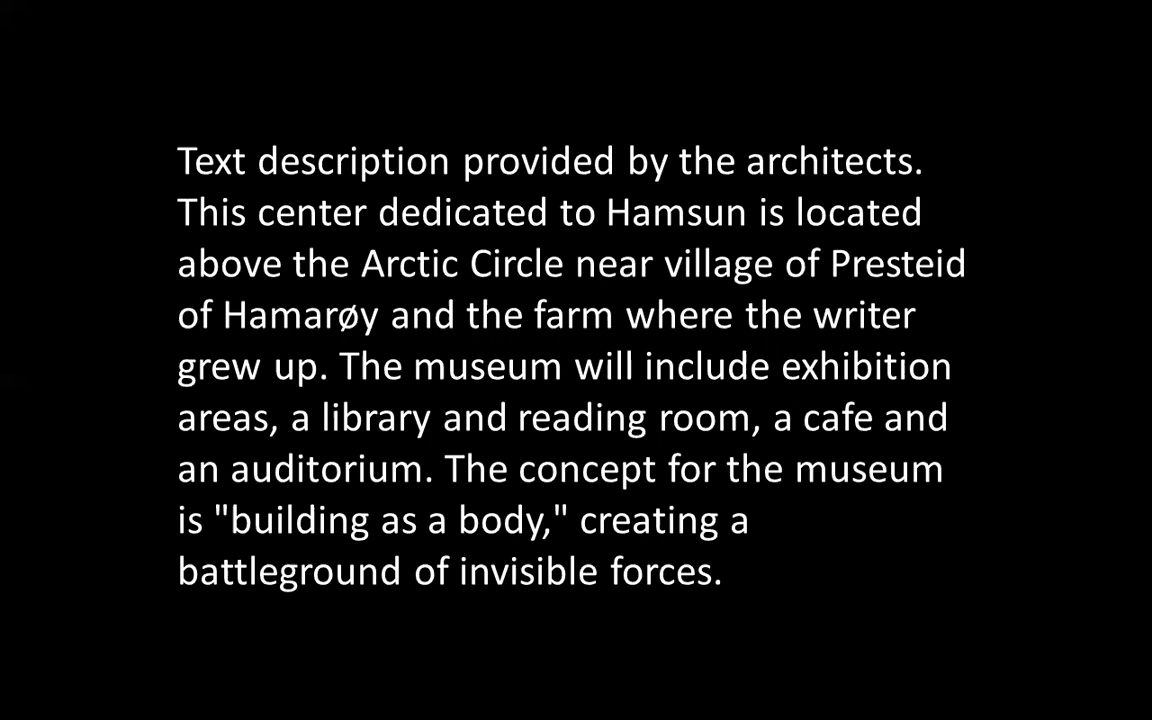 Text description provided by the architects.
This center dedicated to Hamsun is located
above the Arctic Circle near village of Presteid
of Hamarøy and the farm where the writer
grew up. The museum will include exhibition
areas, a library and reading room, a cafe and
an auditorium. The concept for the museum
is "building as a body," creating a
battleground of invisible forces.